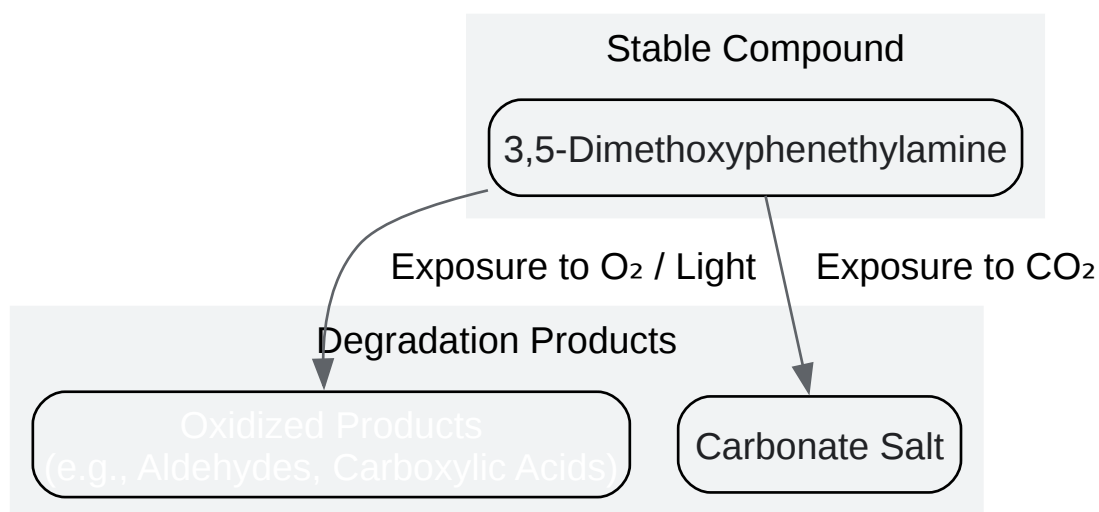 Stable Compound
3,5-Dimethoxyphenethylamine
Exposure to O₂ / Light
Exposure to CO₂
Degradation Products
Oxidized Products
(e.g., Aldehydes, Carboxylic Acids)
Carbonate Salt